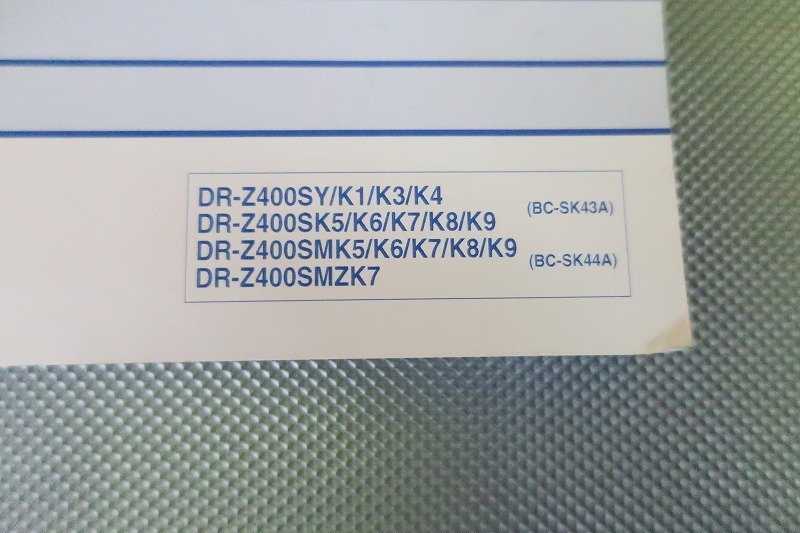 DR-Z400SY/K1/K3/K4
DR-Z400SK5/K6/K7/K8/K9 (BC-SK43A)
DR-Z400SMK5/K6/K7/K8/K9 (BC-SK44A)
DR-Z400SMZK7